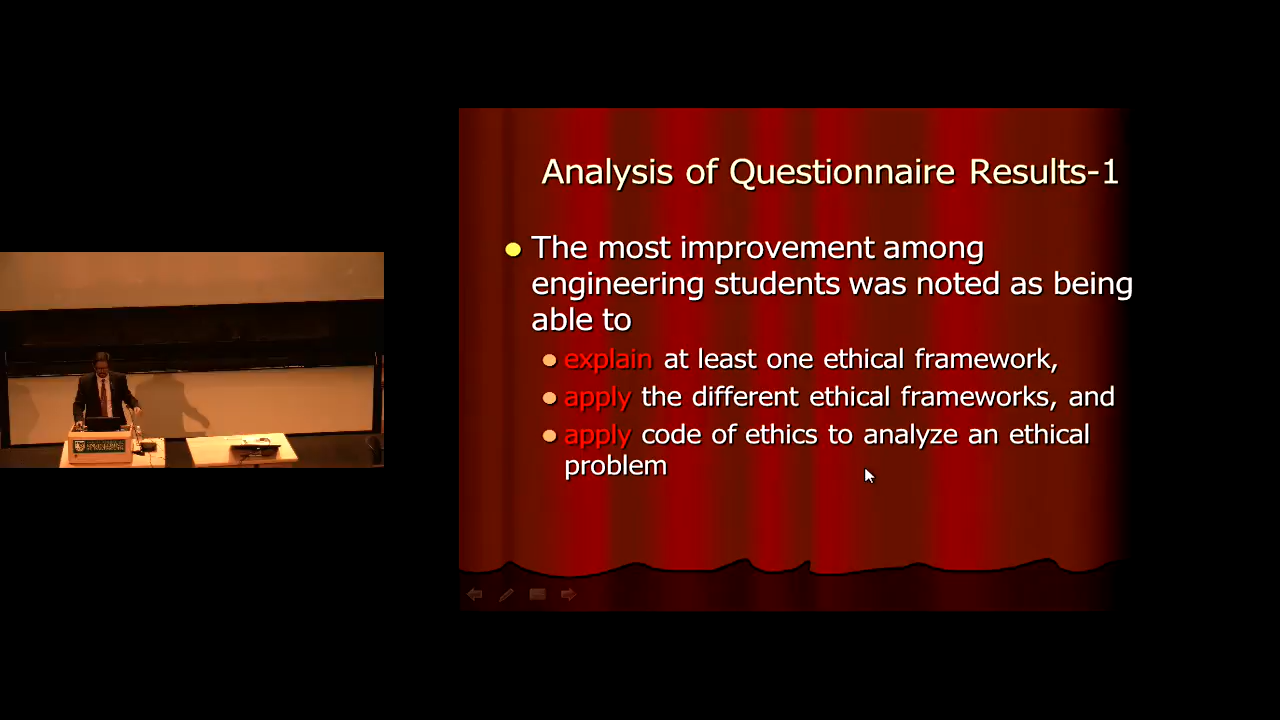 Analysis of Questionnaire Results-1
The most improvement among
engineering students was noted as being
able to
explain at least one ethical framework,
apply the different ethical frameworks, and
apply code of ethics to analyze an ethical
problem